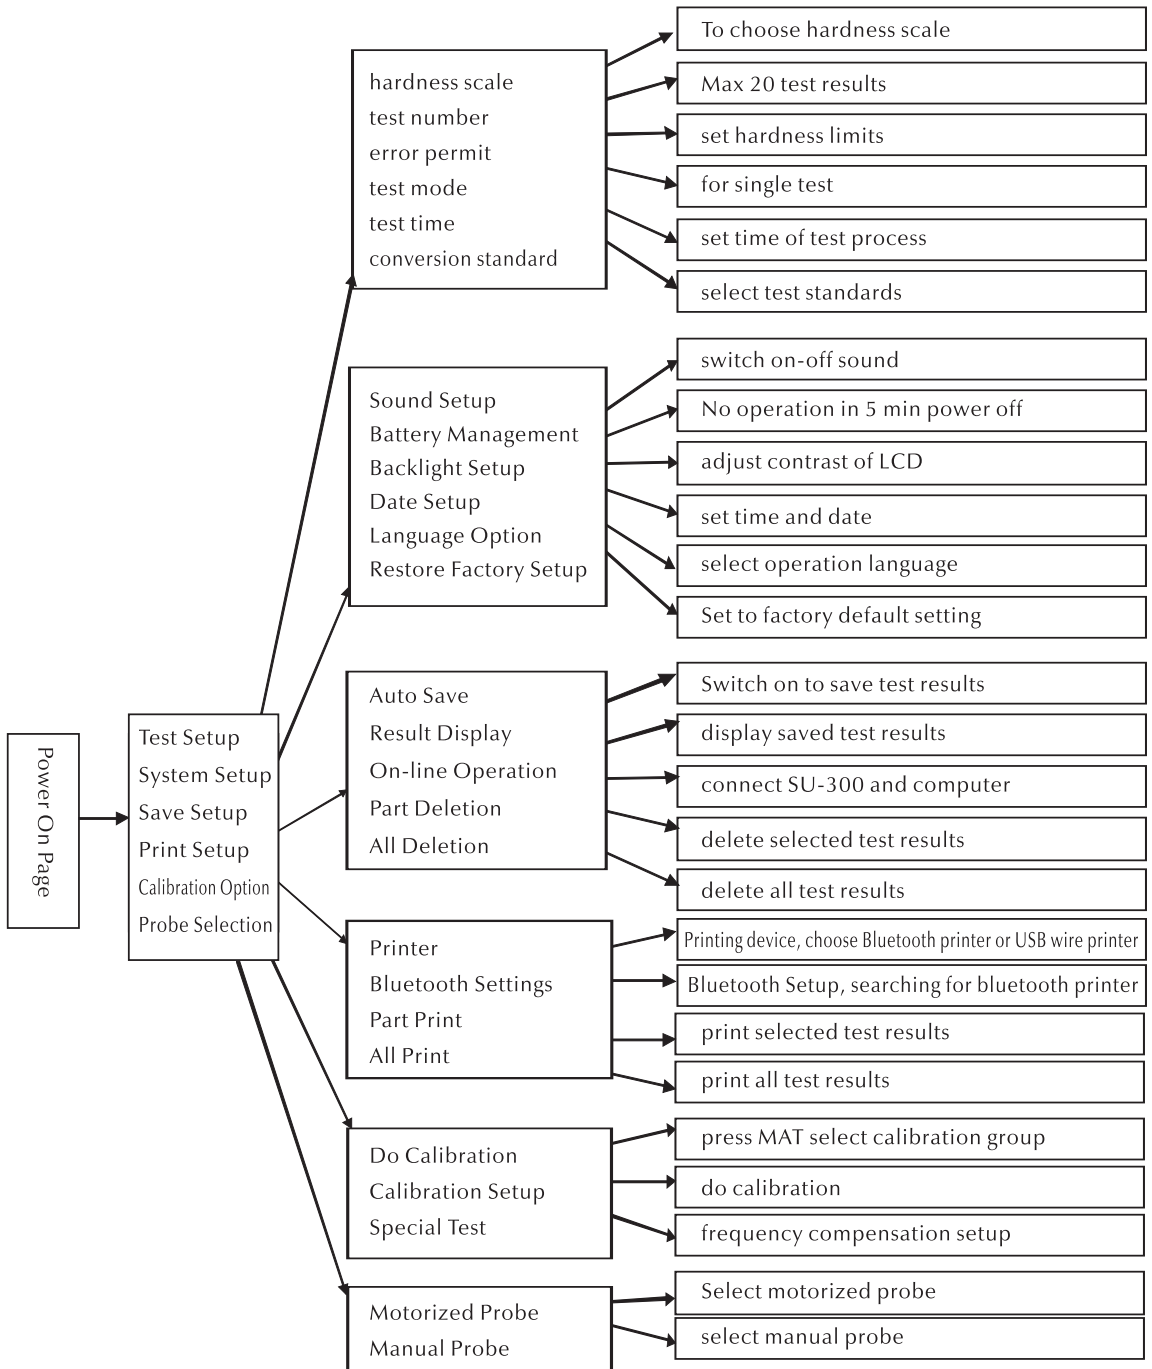 Power On Page
Test Setup
System Setup
Save Setup
Print Setup
Calibration Option
Probe Selection
hardness scale
test number
error permit
test mode
test time
conversion standard
To choose hardness scale
Max 20 test results
set hardness limits
for single test
set time of test process
select test standards
Sound Setup
Battery Management
Backlight Setup
Date Setup
Language Option
Restore Factory Setup
switch on-off sound
No operation in 5 min power off
adjust contrast of LCD
set time and date
select operation language
Set to factory default setting
Auto Save
Result Display
On-line Operation
Part Deletion
All Deletion
Switch on to save test results
display saved test results
connect SU-300 and computer
delete selected test results
delete all test results
Printer
Bluetooth Settings
Part Print
All Print
Printing device, choose Bluetooth printer or USB wire printer
Bluetooth Setup, searching for bluetooth printer
print selected test results
print all test results
Do Calibration
Calibration Setup
Special Test
press MAT select calibration group
do calibration
frequency compensation setup
Motorized Probe
Manual Probe
Select motorized probe
select manual probe